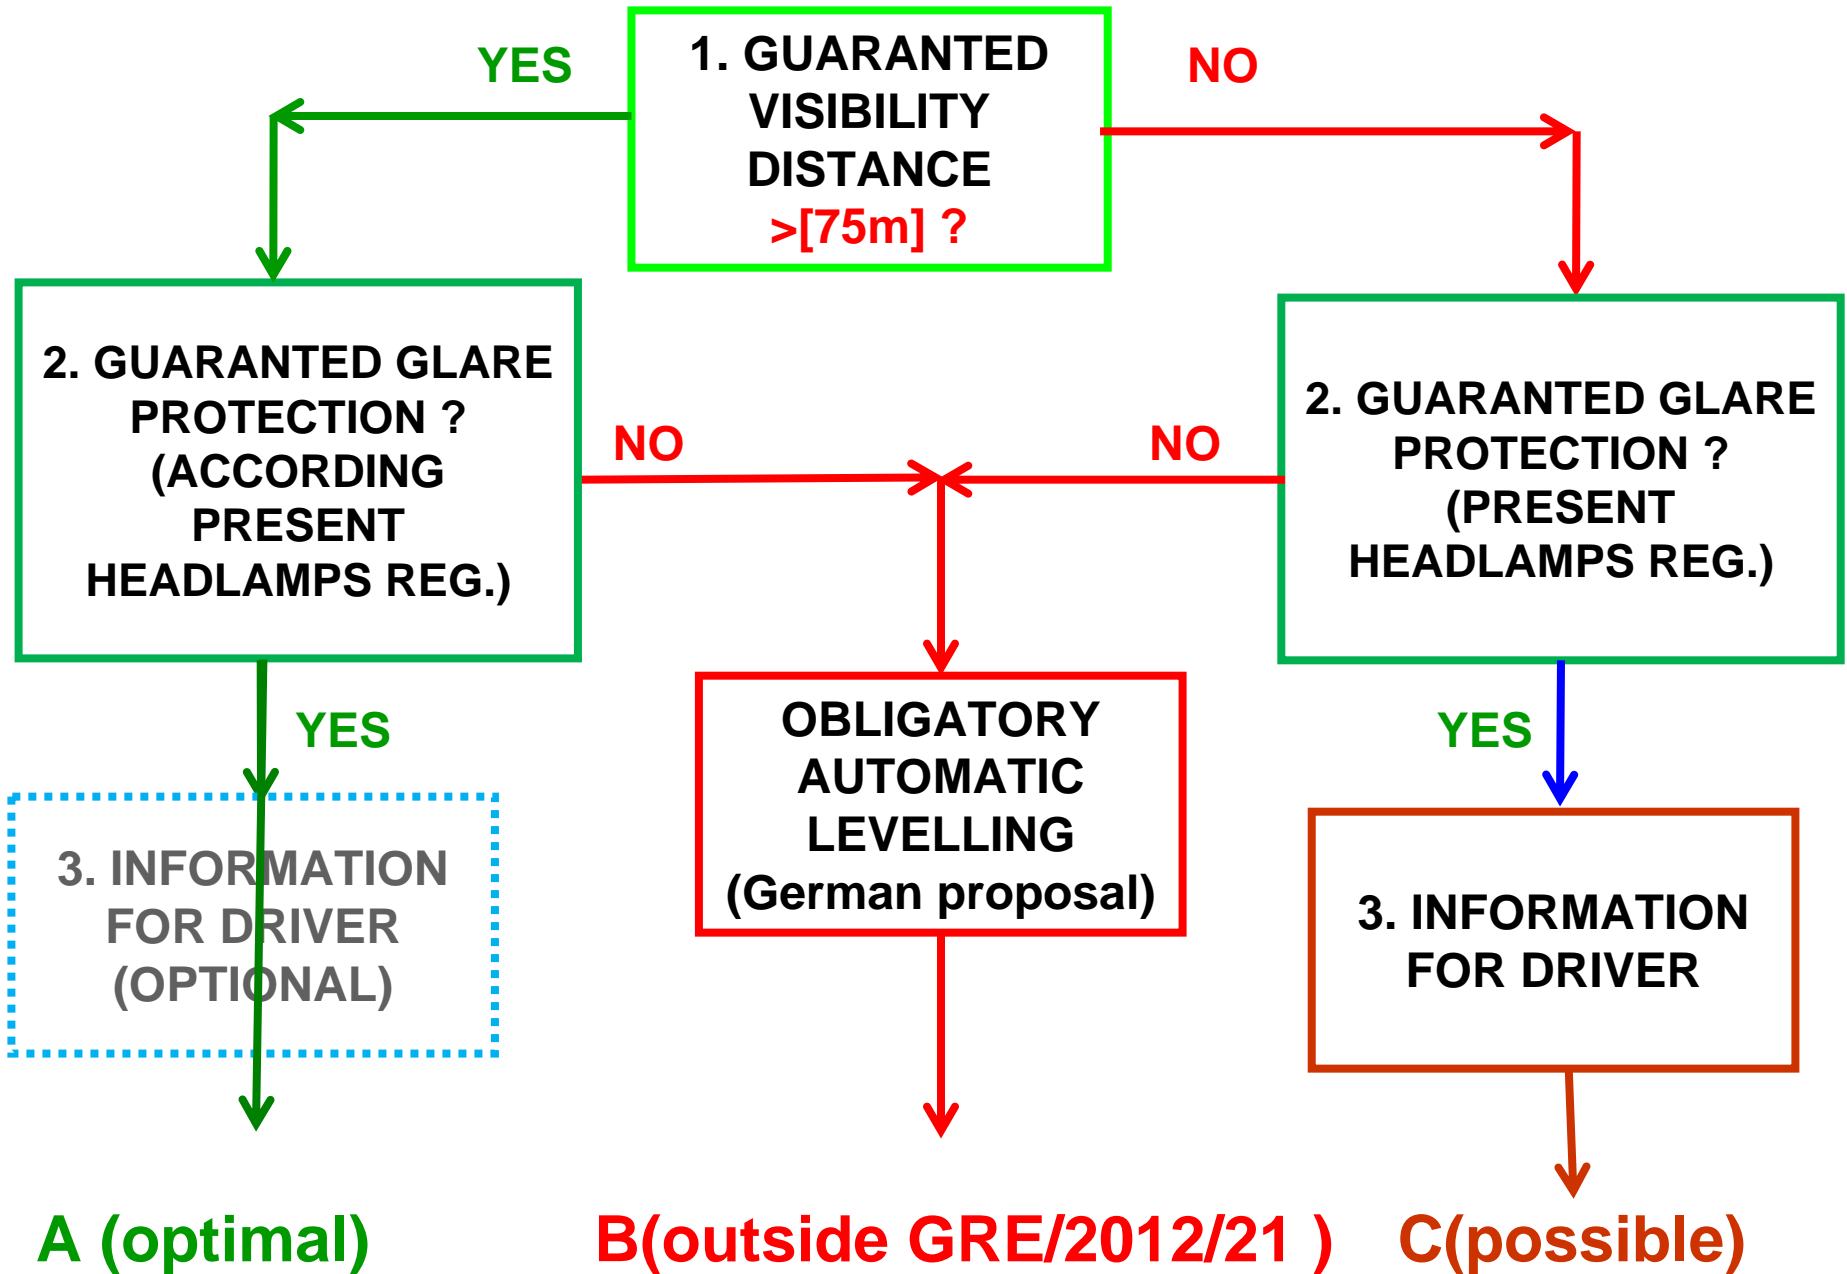 YES
1. GUARANTED
VISIBILITY
DISTANCE
>[75m] ?
NO
2. GUARANTED GLARE
PROTECTION ?
(ACCORDING
PRESENT
HEADLAMPS REG.)
NO
NO
2. GUARANTED GLARE
PROTECTION ?
(PRESENT
HEADLAMPS REG.)
YES
OBLIGATORY
AUTOMATIC
LEVELLING
(German proposal)
YES
3. INFORMATION
FOR DRIVER
(OPTIONAL)
3. INFORMATION
FOR DRIVER
A (optimal)
B(outside GRE/2012/21 )
C(possible)